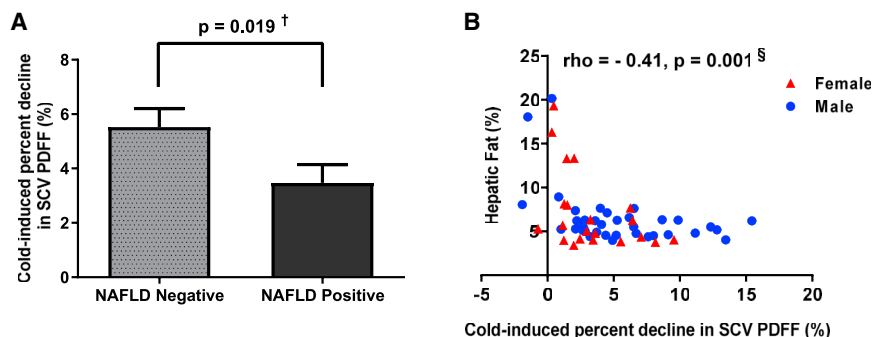 A
p = 0.019 †
Cold-induced percent decline
in SCV PDFF (%)
8
6
4
2
0
NAFLD Negative
NAFLD Positive
B
rho = - 0.41, p = 0.001 §
Female
Male
Hepatic Fat (%)
25
20
15
10
5
-5
0
5
10
15
20
Cold-induced percent decline in SCV PDFF (%)